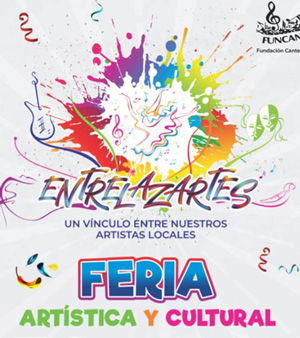 FUNCAN
Fundación Cante
ENTRELAZARTES
UN VÍNCULO ENTRE NUESTROS
ARTISTAS LOCALES
FERIA
ARTÍSTICA Y CULTURAL